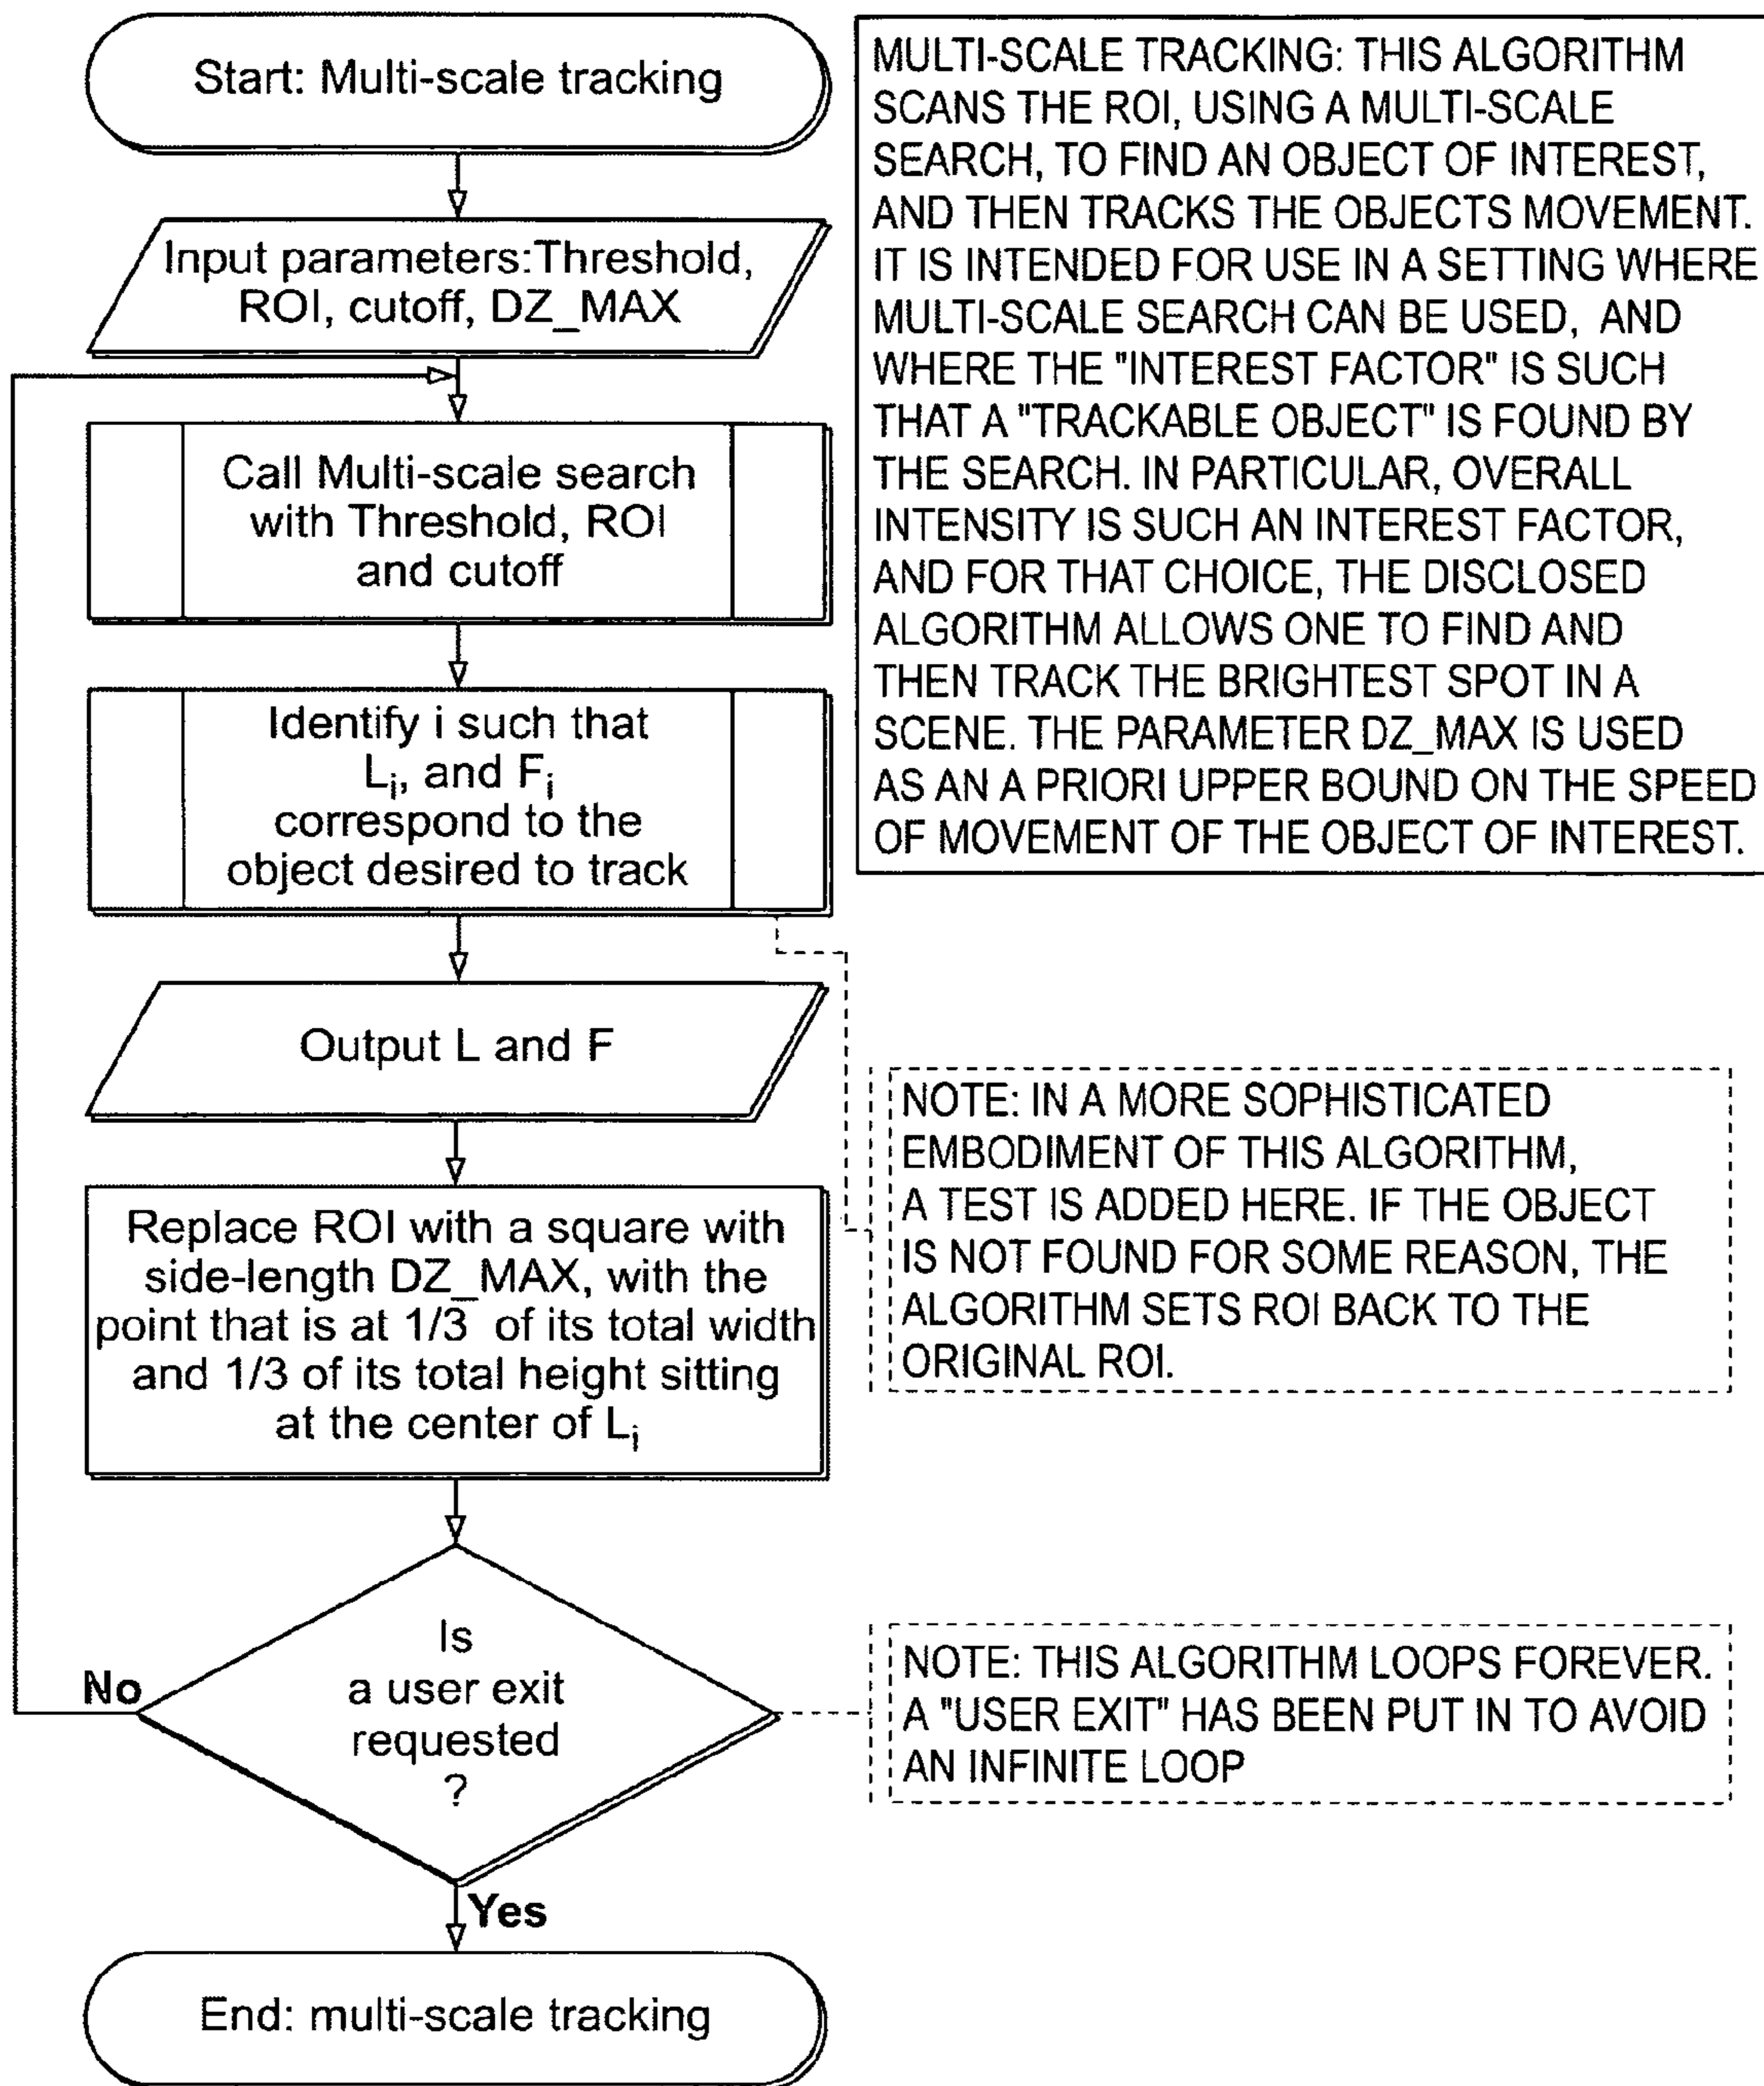 Start: Multi-scale tracking
Input parameters:Threshold,
ROI, cutoff, DZ_MAX
Call Multi-scale search
with Threshold, ROI
and cutoff
Identify i such that
Li, and Fi
correspond to the
object desired to track
Output L and F
Replace ROI with a square with
side-length DZ_MAX, with the
point that is at 1/3 of its total width
and 1/3 of its total height sitting
at the center of Li
Is
a user exit
requested
?
No
Yes
End: multi-scale tracking
MULTI-SCALE TRACKING: THIS ALGORITHM
SCANS THE ROI, USING A MULTI-SCALE
SEARCH, TO FIND AN OBJECT OF INTEREST,
AND THEN TRACKS THE OBJECTS MOVEMENT.
IT IS INTENDED FOR USE IN A SETTING WHERE
MULTI-SCALE SEARCH CAN BE USED, AND
WHERE THE "INTEREST FACTOR" IS SUCH
THAT A "TRACKABLE OBJECT" IS FOUND BY
THE SEARCH. IN PARTICULAR, OVERALL
INTENSITY IS SUCH AN INTEREST FACTOR,
AND FOR THAT CHOICE, THE DISCLOSED
ALGORITHM ALLOWS ONE TO FIND AND
THEN TRACK THE BRIGHTEST SPOT IN A
SCENE. THE PARAMETER DZ_MAX IS USED
AS AN A PRIORI UPPER BOUND ON THE SPEED
OF MOVEMENT OF THE OBJECT OF INTEREST.
NOTE: IN A MORE SOPHISTICATED
EMBODIMENT OF THIS ALGORITHM,
A TEST IS ADDED HERE. IF THE OBJECT
IS NOT FOUND FOR SOME REASON, THE
ALGORITHM SETS ROI BACK TO THE
ORIGINAL ROI.
NOTE: THIS ALGORITHM LOOPS FOREVER.
A "USER EXIT" HAS BEEN PUT IN TO AVOID
AN INFINITE LOOP